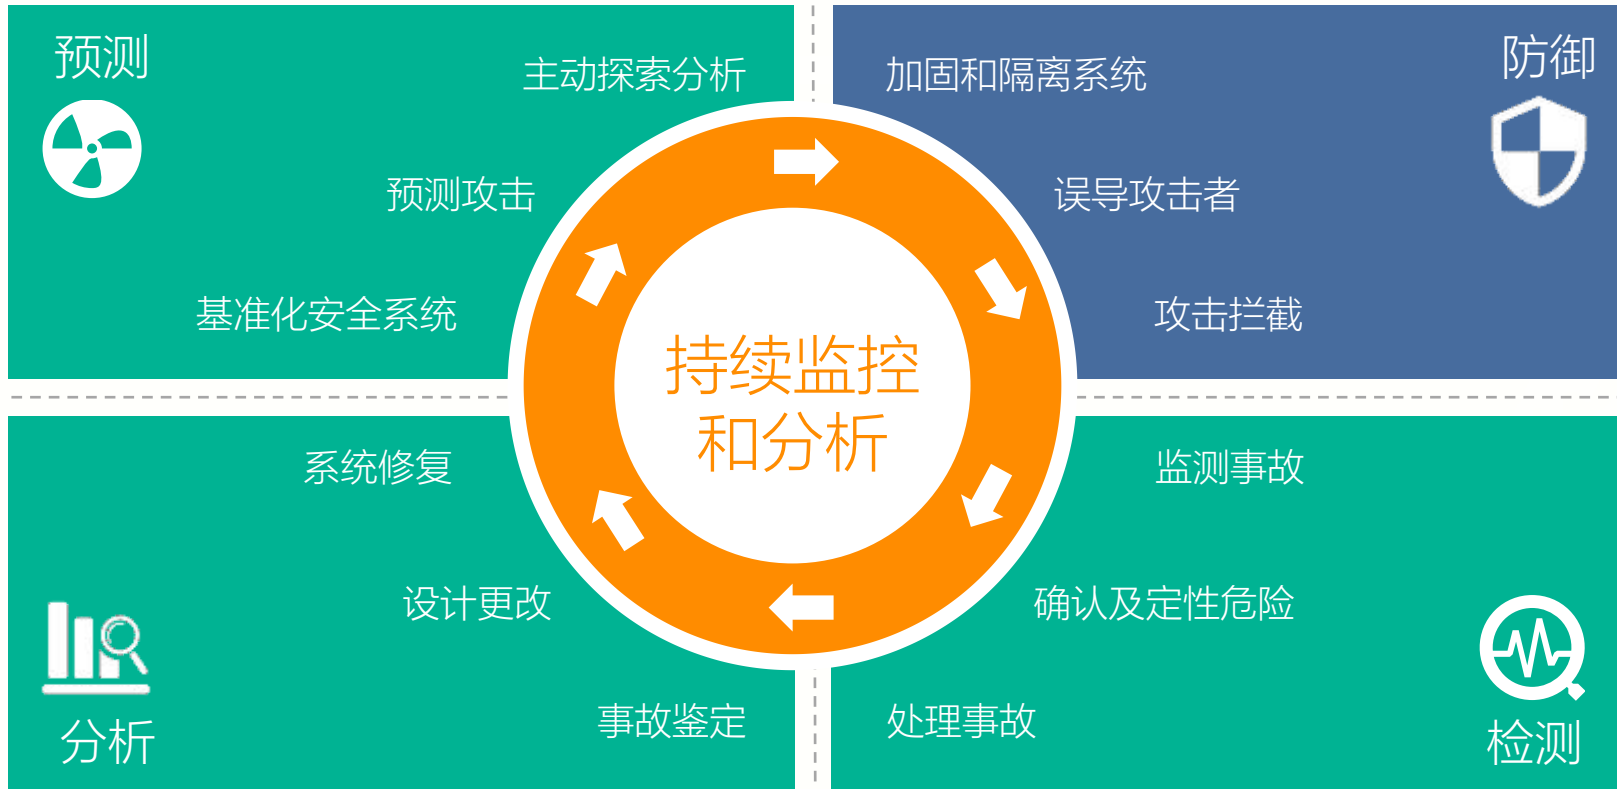 预测
主动探索分析
预测攻击
基准化安全系统
防御
加固和隔离系统
误导攻击者
攻击拦截
持续监控
和分析
系统修复
设计更改
事故鉴定
分析
监测事故
确认及定性危险
处理事故
检测